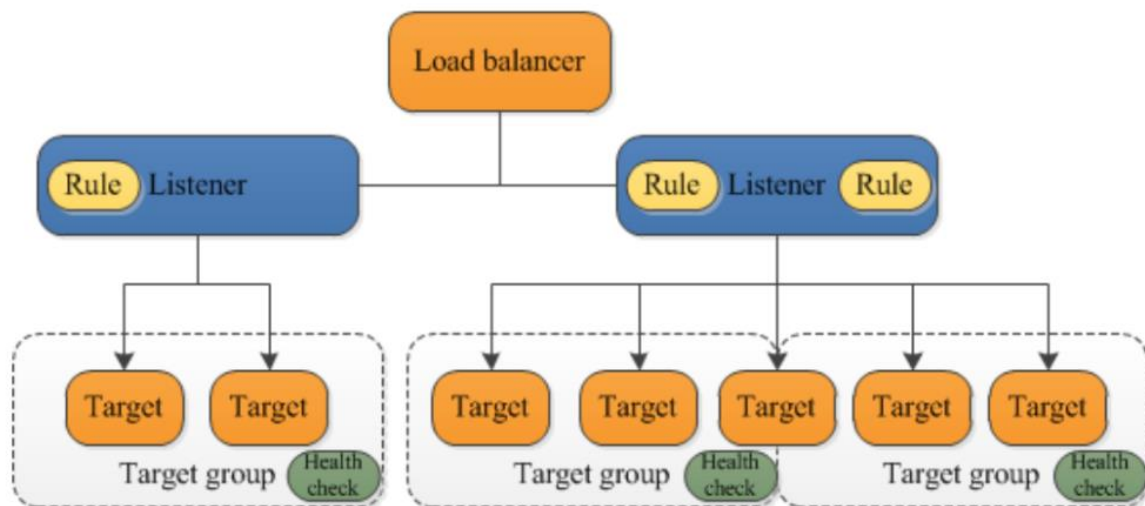 Load balancer
Rule Listener
Rule Listener Rule
Target Target
Target Target Target Target Target
Target group Health check
Target group Health check
Target group Health check